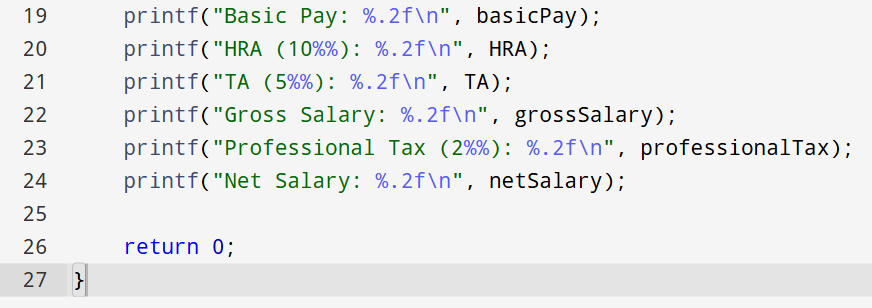 19 printf("Basic Pay: %.2f\n", basicPay);
20 printf("HRA (10%%): %.2f\n", HRA);
21 printf("TA (5%%): %.2f\n", TA);
22 printf("Gross Salary: %.2f\n", grossSalary);
23 printf("Professional Tax (2%%): %.2f\n", professionalTax);
24 printf("Net Salary: %.2f\n", netSalary);
25
26 return 0;
27 }